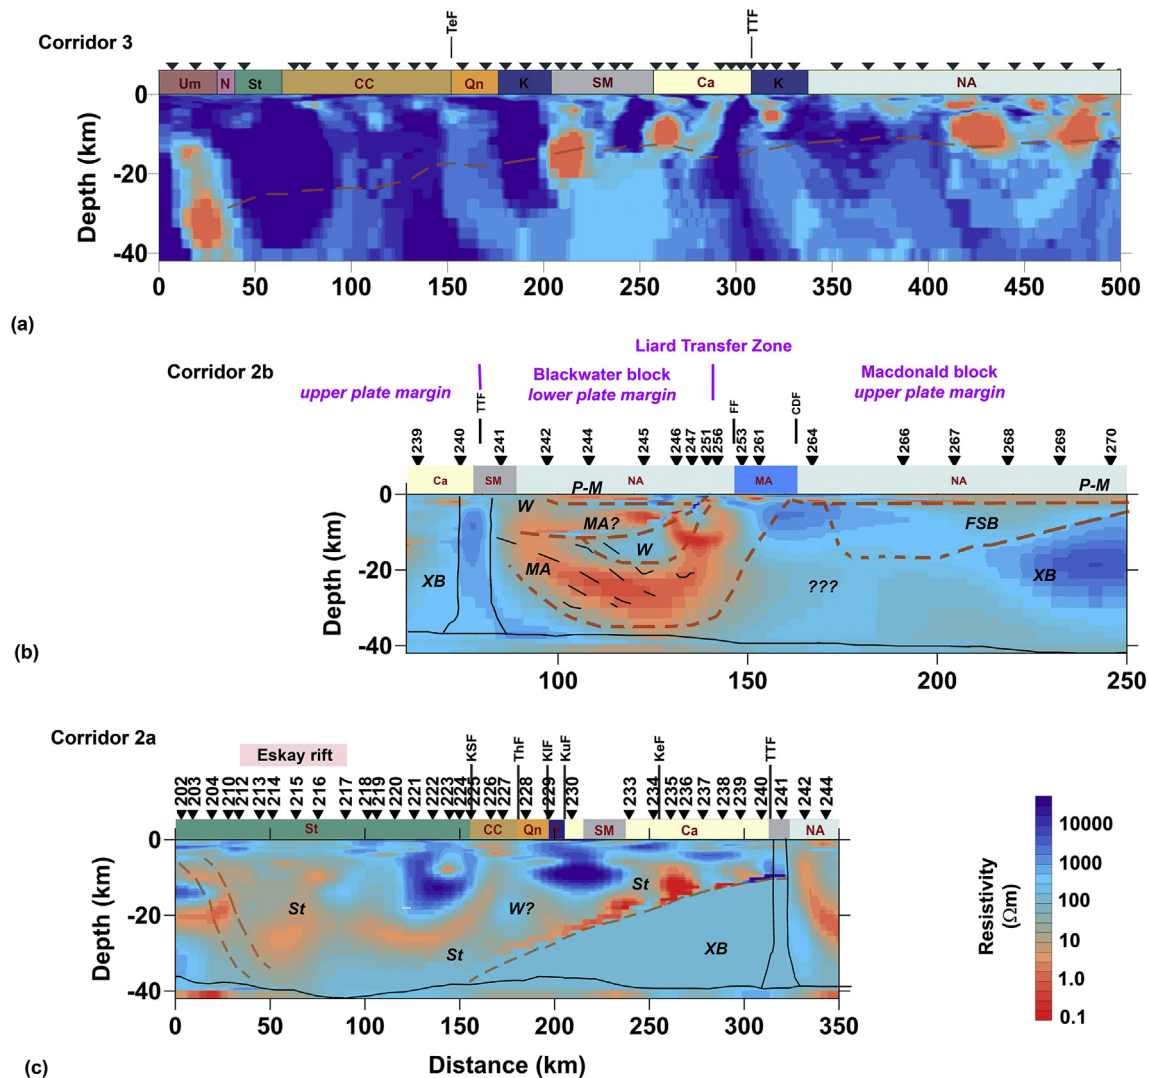 TeF TTF
Corridor 3
Um N St CC Qn K SM Ca K NA
0
-20
-40
Depth (km)
0 50 100 150 200 250 300 350 400 450 500
(a)
Liard Transfer Zone
Corridor 2b
upper plate margin
Blackwater block
lower plate margin
Macdonald block
upper plate margin
TTF FF CDF
239 240 241 242 244 245 246 247 251 256 253 261 264 266 267 268 269 270
Ca SM NA MA NA
P-M P-M
W MA? FSB
W
XB MA ??? XB
0
-20
-40
Depth (km)
100 150 200 250
(b)
Corridor 2a
Eskay rift
KSF ThF KlF KuF KeF TTF
202 203 204 210 212 213 214 215 216 217 218 219 220 221 222 223 224 225 226 227 228 229 230 233 234 235 236 237 238 239 240 241 242 244
St CC Qn SM Ca NA
0
-20
-40
Depth (km)
St W? St
St XB
0 50 100 150 200 250 300 350
Distance (km)
(c)
Resistivity
(Ωm)
10000
1000
100
10
1.0
0.1